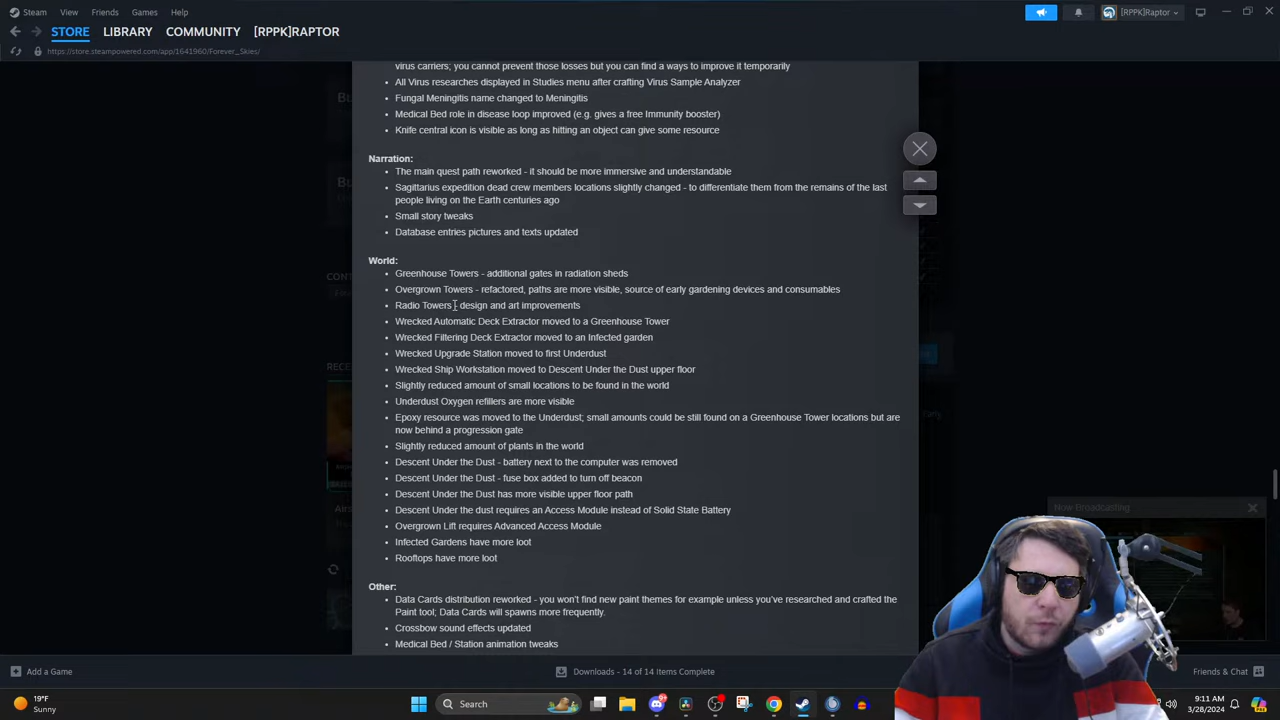 Steam View Friends Games Help
[RPPK]Raptor
STORE LIBRARY COMMUNITY [RPPK]RAPTOR
https://store.steampowered.com/app/1641960/Forever_Skies/
virus carriers; you cannot prevent those losses but you can find a ways to improve it temporarily
• All Virus researches displayed in Studies menu after crafting Virus Sample Analyzer
• Fungal Meningitis name changed to Meningitis
• Medical Bed role in disease loop improved (e.g. gives a free Immunity booster)
• Knife central icon is visible as long as hitting an object can give some resource
Narration:
• The main quest path reworked - it should be more immersive and understandable
• Sagittarius expedition dead crew members locations slightly changed - to differentiate them from the remains of the last
people living on the Earth centuries ago
• Small story tweaks
• Database entries pictures and texts updated
World:
• Greenhouse Towers - additional gates in radiation sheds
• Overgrown Towers - refactored, paths are more visible, source of early gardening devices and consumables
• Radio Towers - design and art improvements
• Wrecked Automatic Deck Extractor moved to a Greenhouse Tower
• Wrecked Filtering Deck Extractor moved to an Infected garden
• Wrecked Upgrade Station moved to first Underdust
• Wrecked Ship Workstation moved to Descent Under the Dust upper floor
• Slightly reduced amount of small locations to be found in the world
• Underdust Oxygen refillers are more visible
• Epoxy resource was moved to the Underdust; small amounts could be still found on a Greenhouse Tower locations but are
now behind a progression gate
• Slightly reduced amount of plants in the world
• Descent Under the Dust - battery next to the computer was removed
• Descent Under the Dust - fuse box added to turn off beacon
• Descent Under the Dust has more visible upper floor path
• Descent Under the dust requires an Access Module instead of Solid State Battery
• Overgrown Lift requires Advanced Access Module
• Infected Gardens have more loot
• Rooftops have more loot
Other:
• Data Cards distribution reworked - you won't find new paint themes for example unless you've researched and crafted the
Paint tool; Data Cards will spawns more frequently.
• Crossbow sound effects updated
• Medical Bed / Station animation tweaks
Now Broadcasting
Add a Game
Downloads - 14 of 14 Items Complete
Friends & Chat
19°F
Sunny
Search
9:11 AM
3/28/2024